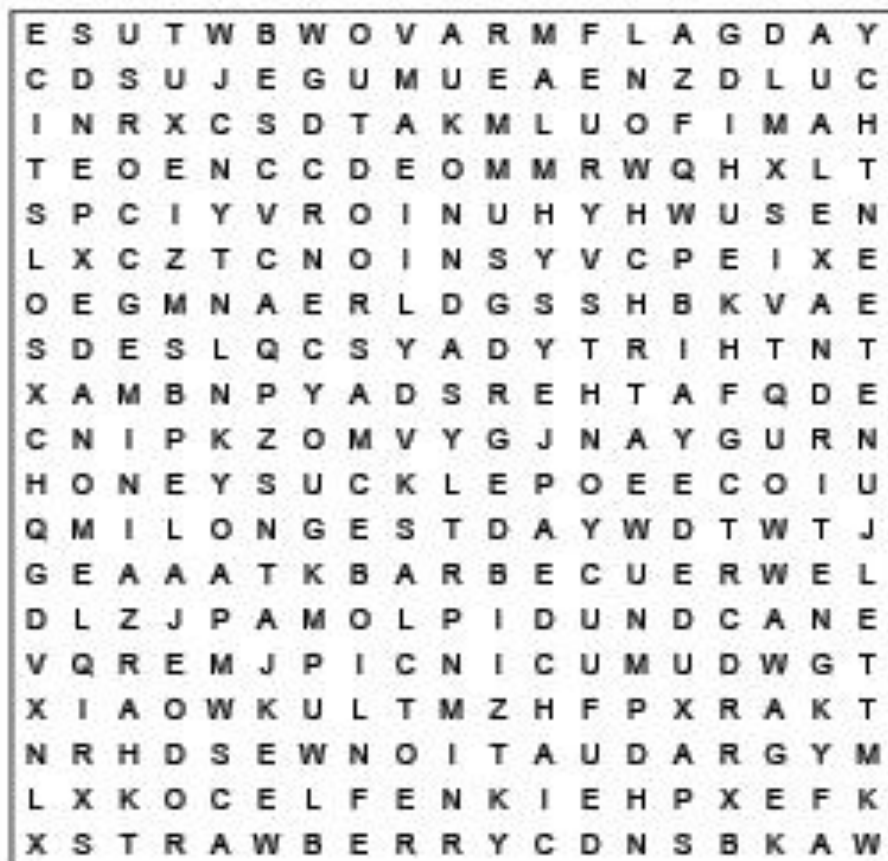 E S U T W B W O V A R M F L A G D A Y
C D S U J E G U M U E A E N Z D L U C
I N R X C S D T A K M L U O F I M A H
T E O E N C C D E O M M R W Q H X L T
S P C I Y V R O I N U H Y H W U S E N
L X C Z T C N O I N S Y V C P E I X E
O E G M N A E R L D G S S H B K V A E
S D E S L Q C S Y A D Y T R I H T N T
X A M B N P Y A D S R E H T A F Q D E
C N I P K Z O M V Y G J N A Y G U R N
H O N E Y S U C K L E P O E E C O I U
Q M I L O N G E S T D A Y W D T W T J
G E A A A T K B A R B E C U E R W E L
D L Z J P A M O L P I D U N D C A N E
V Q R E M J P I C N I C U M U D W G T
X I A O W K U L T M Z H F P X R A K T
N R H D S E W N O I T A U D A R G Y M
L X K O C E L F E N K I E H P X E F K
X S T R A W B E R R Y C D N S B K A W